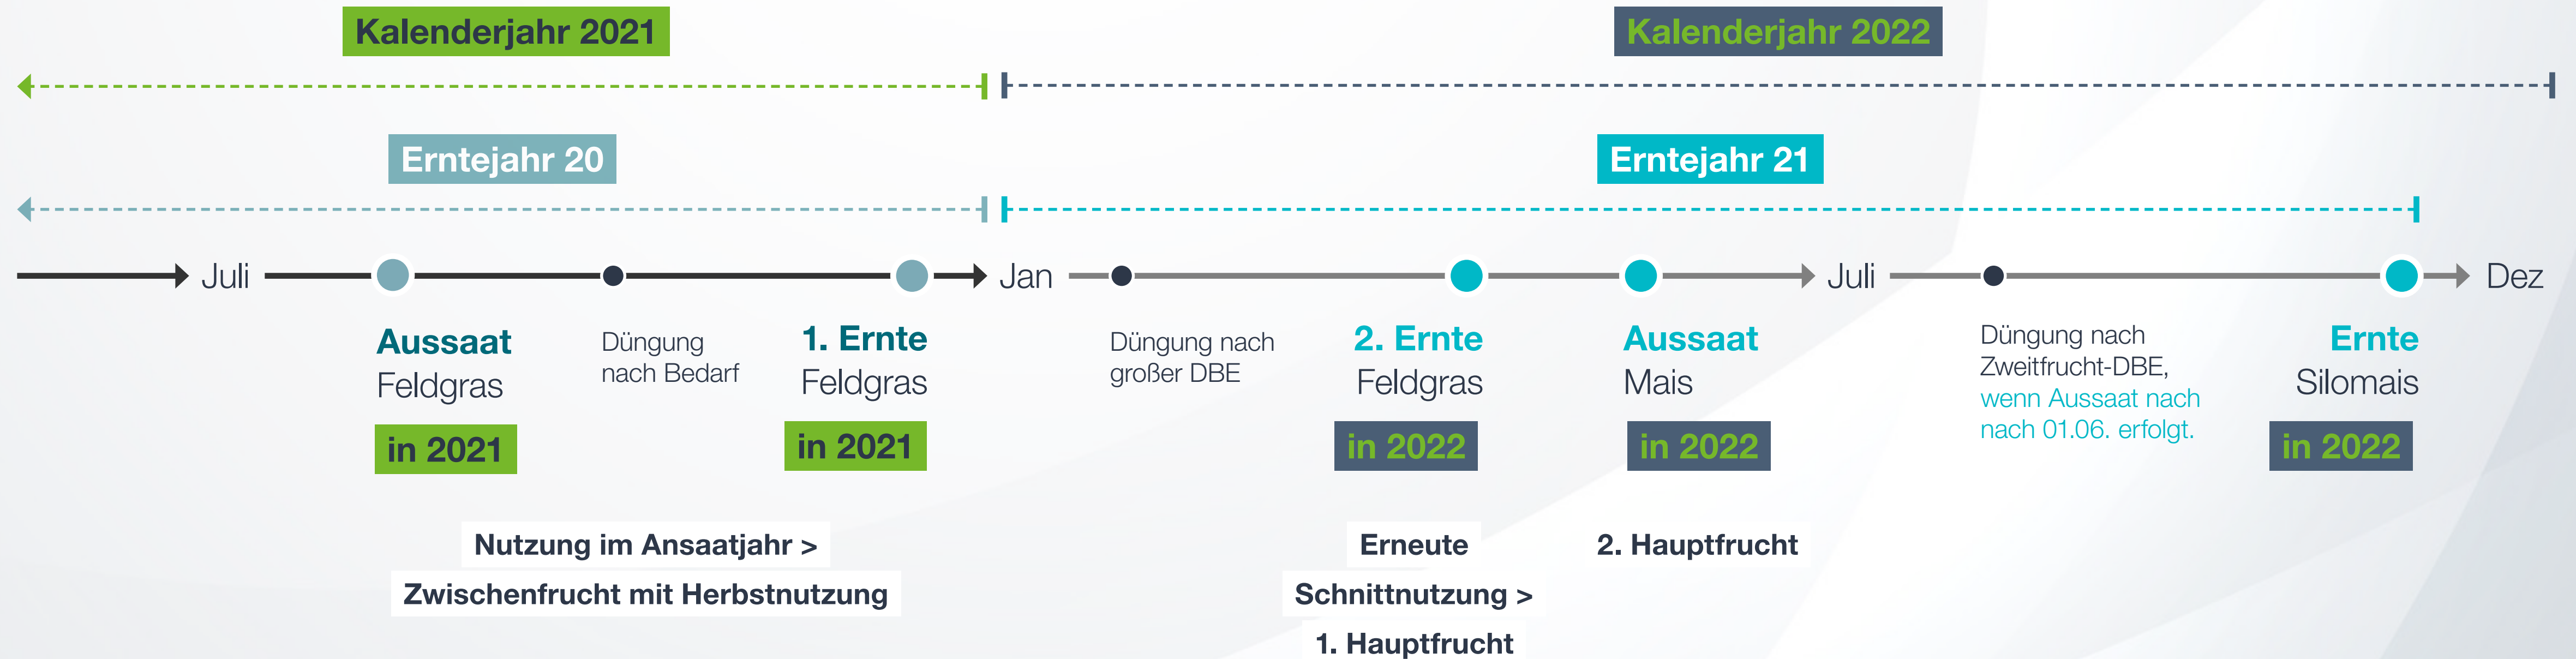 Kalenderjahr 2021
Kalenderjahr 2022
Erntejahr 20
Erntejahr 21
Juli
Jan
Juli
Dez
Aussaat
Feldgras
in 2021
Düngung
nach Bedarf
1. Ernte
Feldgras
in 2021
Düngung nach
großer DBE
2. Ernte
Feldgras
in 2022
Aussaat
Mais
in 2022
Düngung nach
Zweitfrucht-DBE,
wenn Aussaat nach
nach 01.06. erfolgt.
Ernte
Silomais
in 2022
Nutzung im Ansaatjahr >
Zwischenfrucht mit Herbstnutzung
Erneute
Schnittnutzung >
1. Hauptfrucht
2. Hauptfrucht